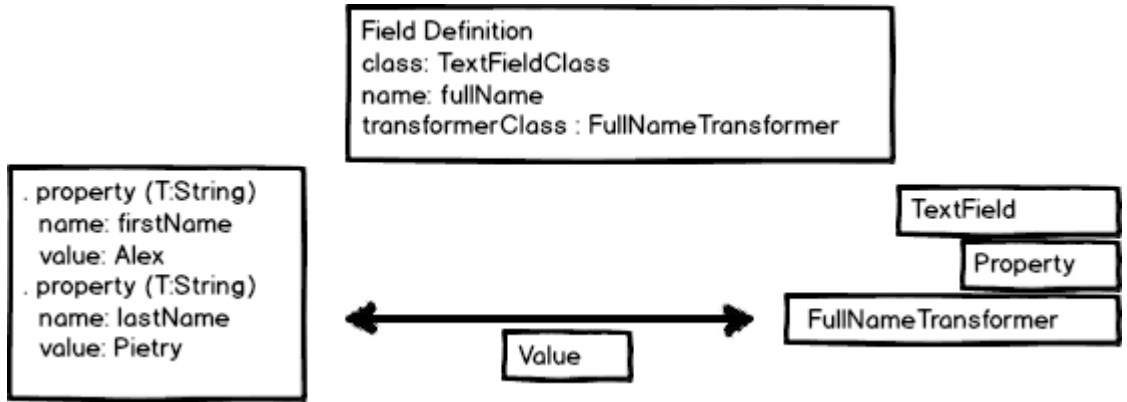 Field Definition
class: TextFieldClass
name: fullName
transformerClass : FullNameTransformer
. property (T:String)
name: firstName
value: Alex
. property (T:String)
name: lastName
value: Pietry
TextField
Property
FullNameTransformer
Value